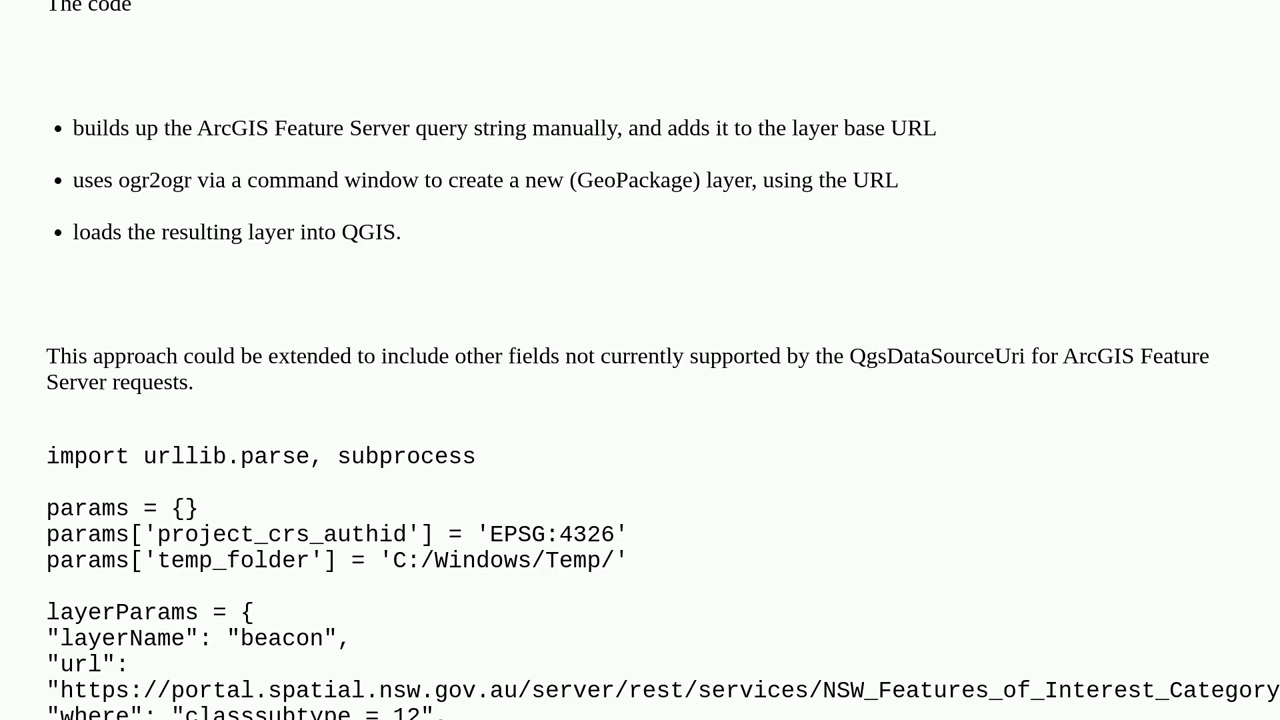 The code
• builds up the ArcGIS Feature Server query string manually, and adds it to the layer base URL
• uses ogr2ogr via a command window to create a new (GeoPackage) layer, using the URL
• loads the resulting layer into QGIS.
This approach could be extended to include other fields not currently supported by the QgsDataSourceUri for ArcGIS Feature
Server requests.
import urllib.parse, subprocess
params = {}
params['project_crs_authid'] = 'EPSG:4326'
params['temp_folder'] = 'C:/Windows/Temp/'
layerParams = {
"layerName": "beacon",
"url":
"https://portal.spatial.nsw.gov.au/server/rest/services/NSW_Features_of_Interest_Category
"where": "classsubtype = 12",